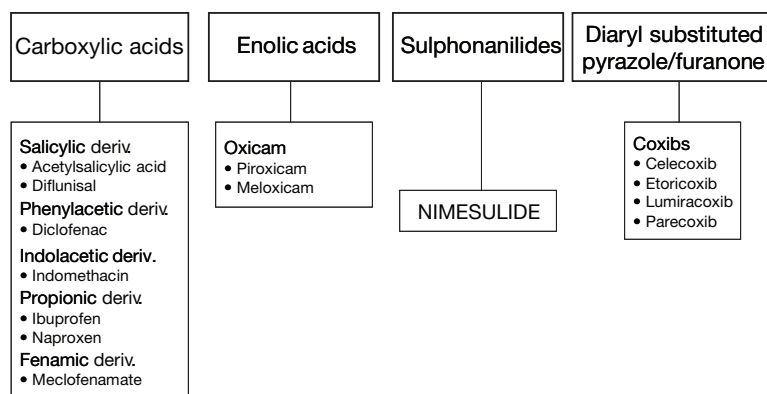 Carboxylic acids
Enolic acids
Sulphonanilides
Diaryl substituted
pyrazole/furanone
Salicylic deriv.
• Acetylsalicylic acid
• Diflunisal
Phenylacetic deriv.
• Diclofenac
Indolacetic deriv.
• Indomethacin
Propionic deriv.
• Ibuprofen
• Naproxen
Fenamic deriv.
• Meclofenamate
Oxicam
• Piroxicam
• Meloxicam
NIMESULIDE
Coxibs
• Celecoxib
• Etoricoxib
• Lumiracoxib
• Parecoxib